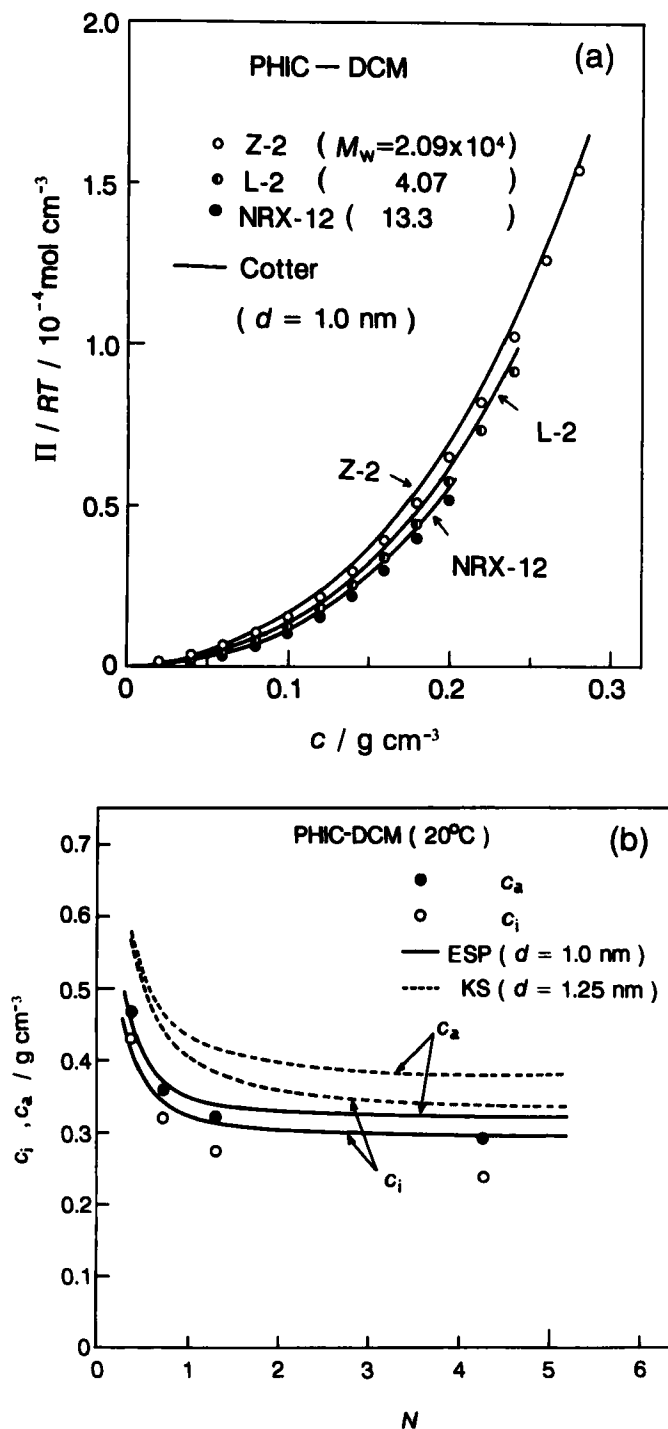 (a)
PHIC — DCM
Z-2 ( Mw=2.09x10⁴)
L-2 ( 4.07 )
NRX-12 ( 13.3 )
Cotter
( d = 1.0 nm )
2.0
1.5
1.0
0.5
0
Π / RT / 10⁻⁴ mol cm⁻³
Z-2
L-2
NRX-12
0
0.1
0.2
0.3
c / g cm⁻³
(b)
PHIC-DCM ( 20°C )
ca
ci
ESP ( d = 1.0 nm )
KS ( d = 1.25 nm )
0.7
0.6
0.5
0.4
0.3
0.2
0.1
0
ci , ca / g cm⁻³
ca
ci
0
1
2
3
4
5
N